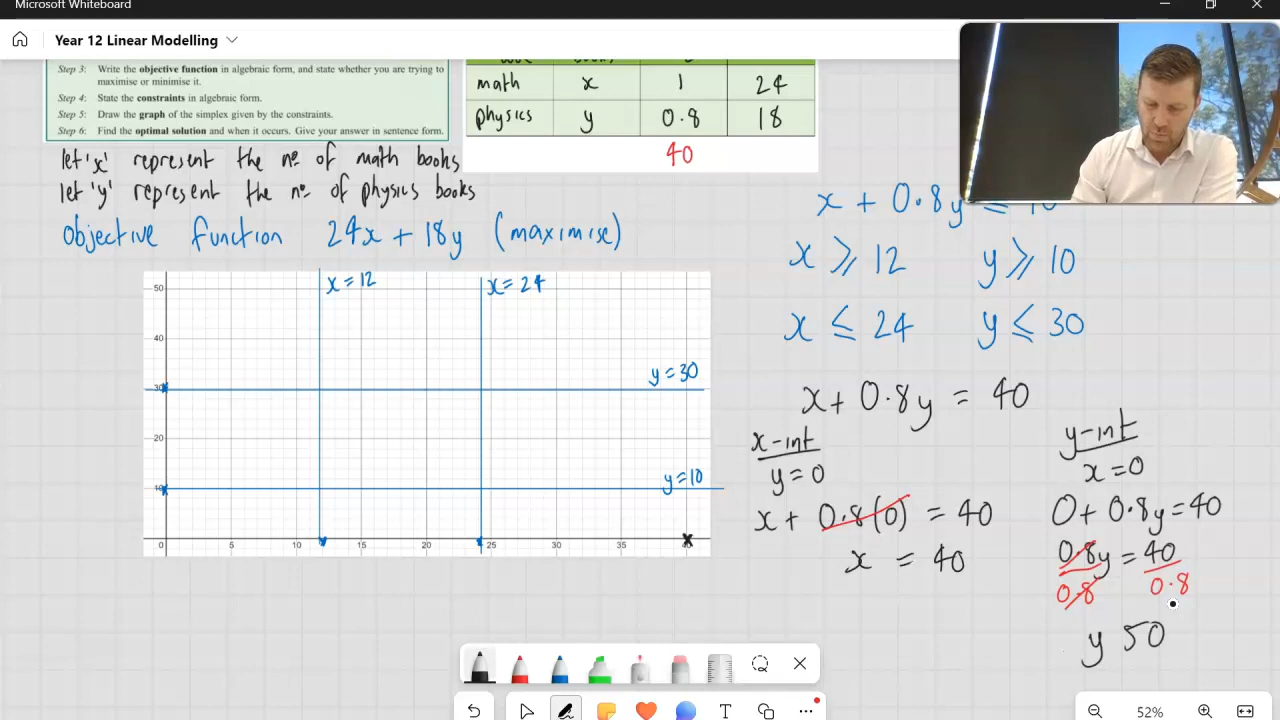 Microsoft Whiteboard
Year 12 Linear Modelling
Step 3: Write the objective function in algebraic form, and state whether you are trying to
maximise or minimise it.
Step 4: State the constraints in algebraic form.
Step 5: Draw the graph of the simplex given by the constraints.
Step 6: Find the optimal solution and when it occurs. Give your answer in sentence form.
math x 1 24
physics y 0.8 18
40
let 'x' represent the nº of math books
let 'y' represent the nº of physics books
Objective function 24x + 18y (maximise)
x = 12
x = 24
50
40
y = 30
30
20
y = 10
10
0 5 10 15 20 25 30 35 40
x + 0.8y
x ⩾ 12 y ⩾ 10
x ≤ 24 y ≤ 30
x + 0.8y = 40
x-int
y = 0
x + 0.8(0) = 40
x = 40
y-int
x = 0
0 + 0.8y = 40
0.8y = 40
0.8 0.8
y 50
T
52%